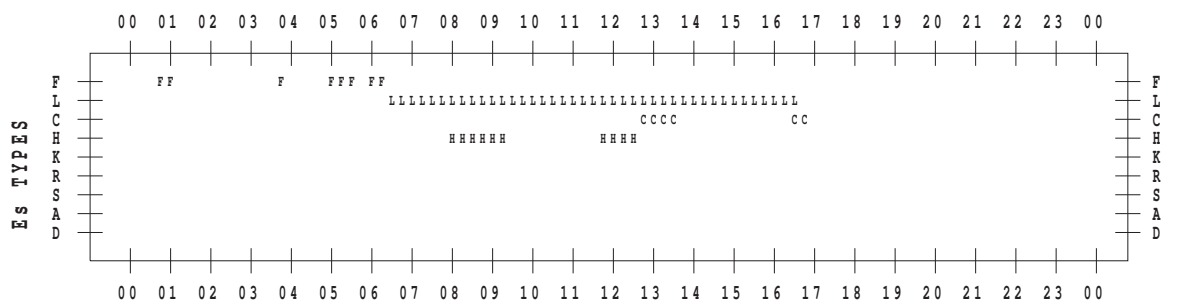 00 01 02 03 04 05 06 07 08 09 10 11 12 13 14 15 16 17 18 19 20 21 22 23 00
F FF F FFF FF F
L LLLLLLLLLLLLLLLLLLLLLLLLLLLLLLLLLLLLLLLLL L
C CCCC CC C
H HHHHHH HHHH H
K K
R R
S S
A A
D D
Es TYPES
00 01 02 03 04 05 06 07 08 09 10 11 12 13 14 15 16 17 18 19 20 21 22 23 00